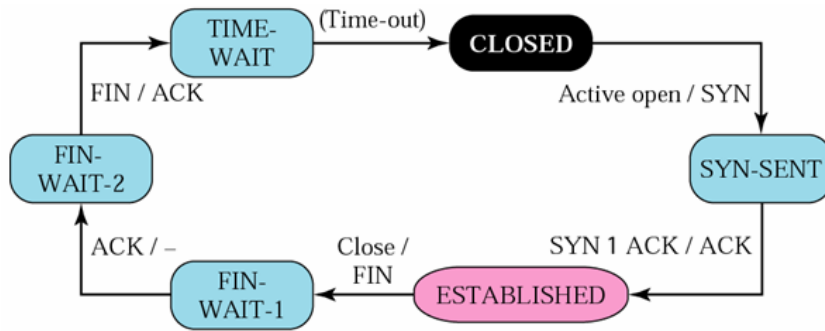 TIME-
WAIT
(Time-out)
CLOSED
FIN / ACK
Active open / SYN
FIN-
WAIT-2
SYN-SENT
ACK / –
Close /
FIN
SYN 1 ACK / ACK
FIN-
WAIT-1
ESTABLISHED